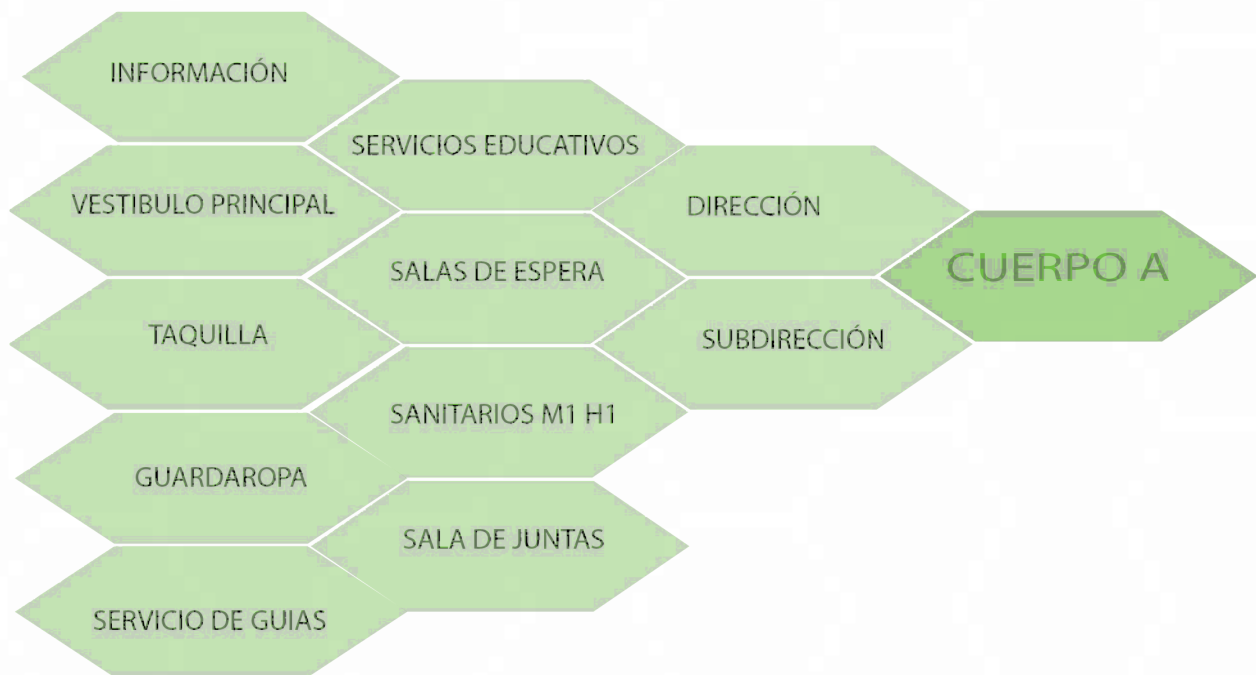 INFORMACIÓN
SERVICIOS EDUCATIVOS
VESTIBULO PRINCIPAL
DIRECCIÓN
SALAS DE ESPERA
CUERPO A
TAQUILLA
SUBDIRECCIÓN
SANITARIOS M1 H1
GUARDAROPA
SALA DE JUNTAS
SERVICIO DE GUIAS